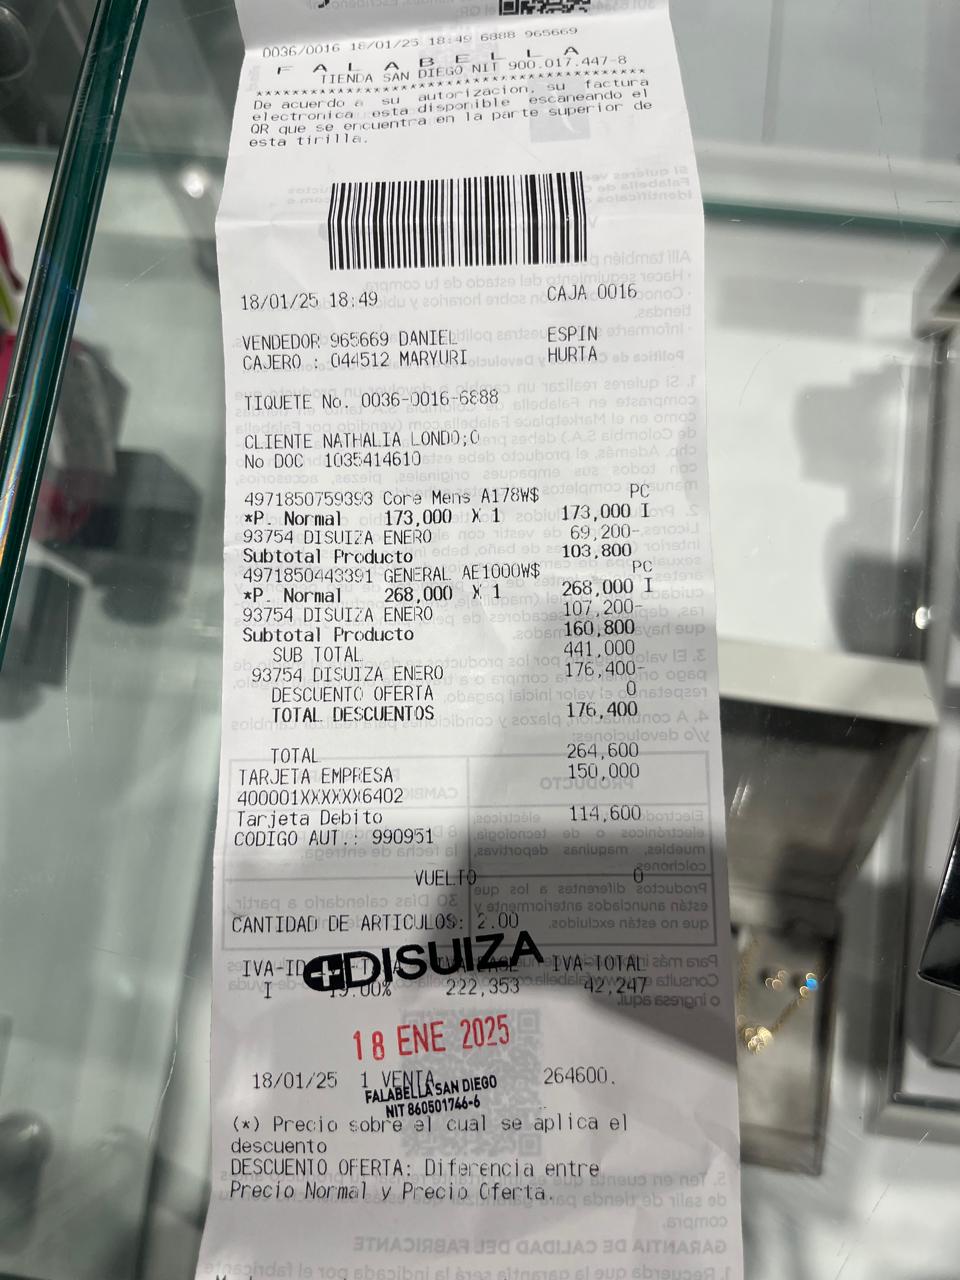 0036/0016 18/01/25 18:49 6888 965669
F A L A B E L L A
TIENDA SAN DIEGO NIT 900.017.447-8
****************************************
De acuerdo a su autorizacion, su factura
electronica esta disponible escaneando el
QR que se encuentra en la parte superior de
esta tirilla.
18/01/25 18:49 CAJA 0016
VENDEDOR 965669 DANIEL ESPIN
CAJERO : 044512 MARYURI HURTA
TIQUETE No. 0036-0016-6888
CLIENTE NATHALIA LONDO;O
No DOC 1035414610
4971850759393 Core Mens A178W$ PC
*P. Normal 173,000 X 1 173,000 I
93754 DISUIZA ENERO 69,200-
Subtotal Producto 103,800
4971850443391 GENERAL AE1000W$ PC
*P. Normal 268,000 X 1 268,000 I
93754 DISUIZA ENERO 107,200-
Subtotal Producto 160,800
SUB TOTAL 441,000
93754 DISUIZA ENERO 176,400-
DESCUENTO OFERTA 0
TOTAL DESCUENTOS 176,400
TOTAL 264,600
TARJETA EMPRESA 150,000
400001XXXXXX6402
Tarjeta Debito 114,600
CODIGO AUT.: 990951
VUELTO 0
CANTIDAD DE ARTICULOS: 2.00
DISUIZA
IVA-ID IVA-TOTAL
I 19.00% 222,353 42,247
18 ENE 2025
18/01/25 1 VENTA 264600.
FALABELLA SAN DIEGO
NIT 860501746-6
(*) Precio sobre el cual se aplica el
descuento
DESCUENTO OFERTA: Diferencia entre
Precio Normal y Precio Oferta.